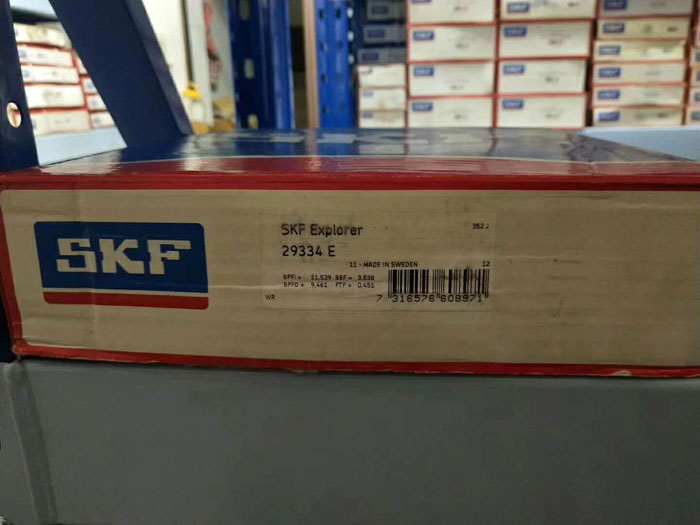 SKF
SKF Explorer
352 J
29334 E
11 - MADE IN SWEDEN
12
BPFI = 11,539 BSF = 3,536
BPFO = 9,461 FTF = 0,451
WR
7 316576 608971